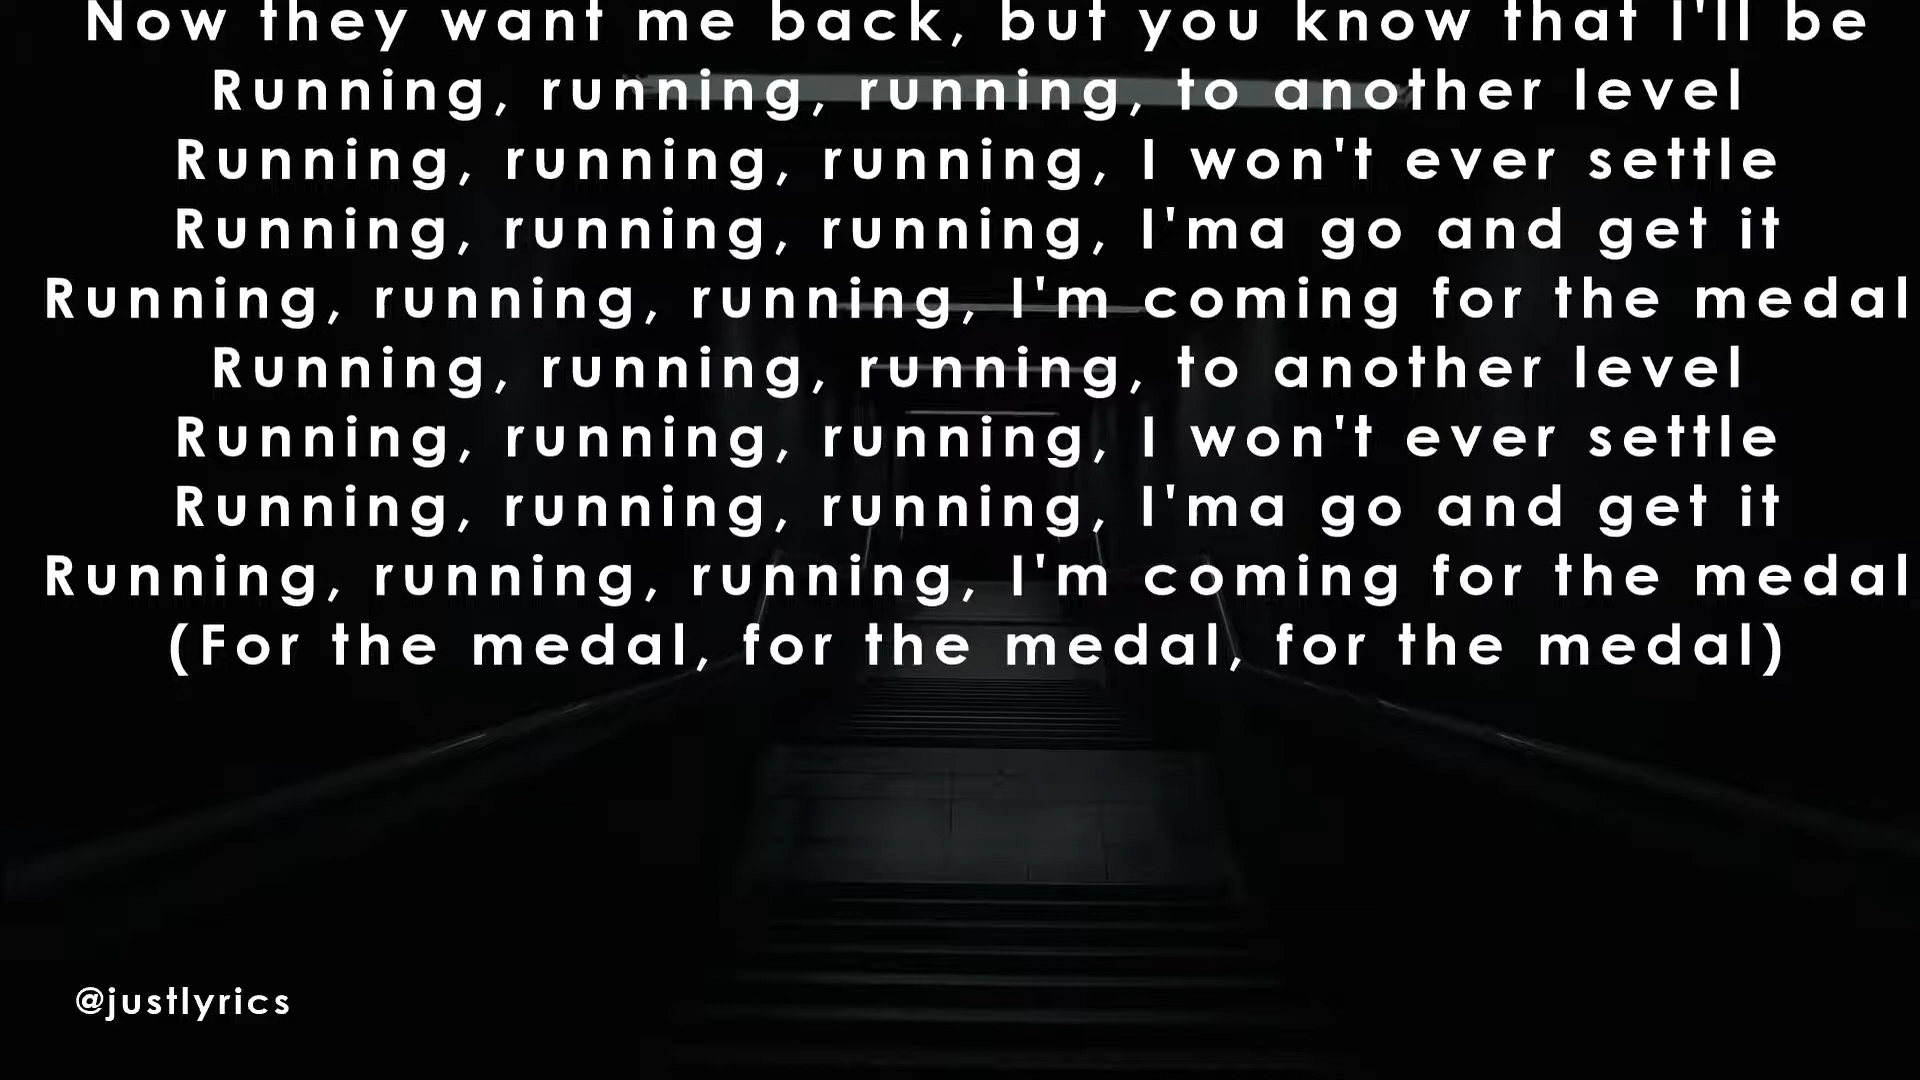 Now they want me back, but you know that I'll be
Running, running, running, to another level
Running, running, running, I won't ever settle
Running, running, running, I'ma go and get it
Running, running, running, I'm coming for the medal
Running, running, running, to another level
Running, running, running, I won't ever settle
Running, running, running, I'ma go and get it
Running, running, running, I'm coming for the medal
(For the medal, for the medal, for the medal)
@justlyrics